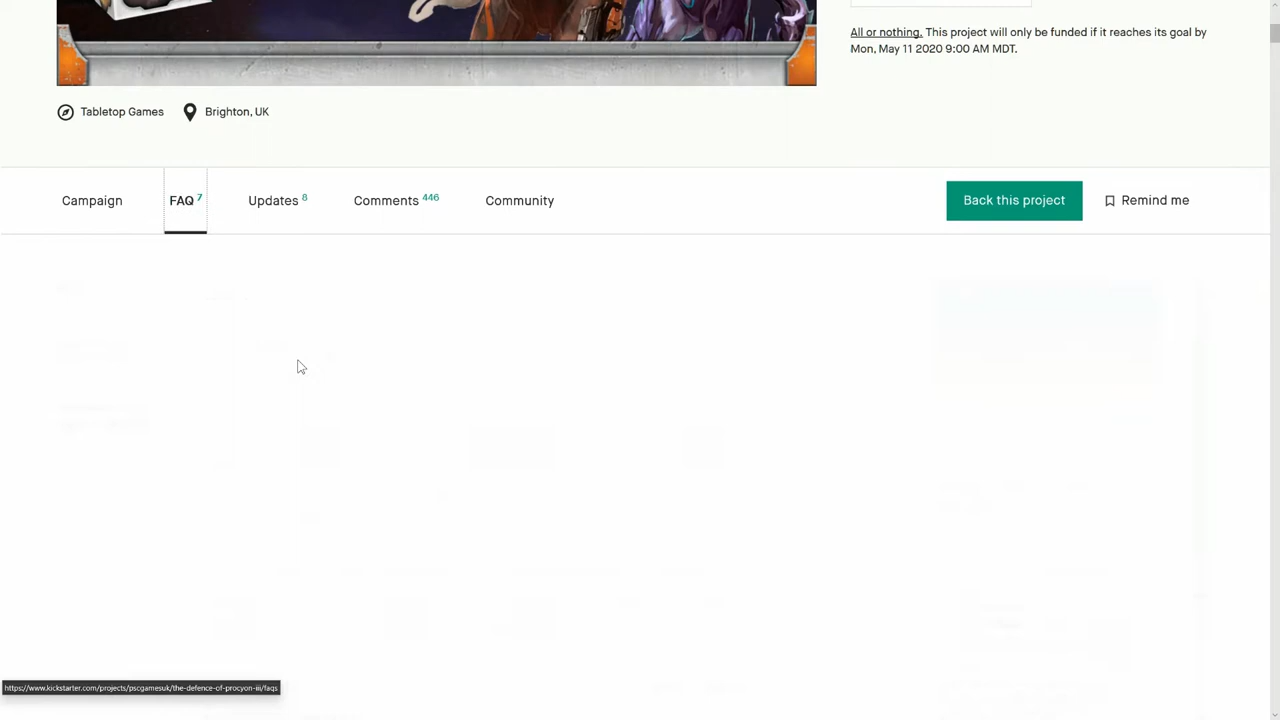 All or nothing. This project will only be funded if it reaches its goal by
Mon, May 11 2020 9:00 AM MDT.
Tabletop Games
Brighton, UK
Campaign
FAQ 7
Updates 8
Comments 446
Community
Back this project
Remind me
https://www.kickstarter.com/projects/pscgamesuk/the-defence-of-procyon-iii/faqs